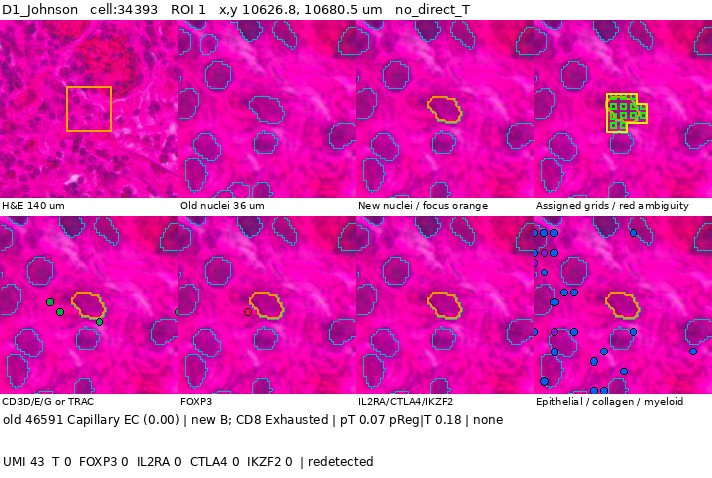 D1_Johnson   cell:34393   ROI 1   x,y 10626.8, 10680.5 um   no_direct_T
H&E 140 um
Old nuclei 36 um
New nuclei / focus orange
Assigned grids / red ambiguity
CD3D/E/G or TRAC
FOXP3
IL2RA/CTLA4/IKZF2
Epithelial / collagen / myeloid
old 46591 Capillary EC (0.00) | new B; CD8 Exhausted | pT 0.07 pReg|T 0.18 | none
UMI 43  T 0  FOXP3 0  IL2RA 0  CTLA4 0  IKZF2 0  | redetected